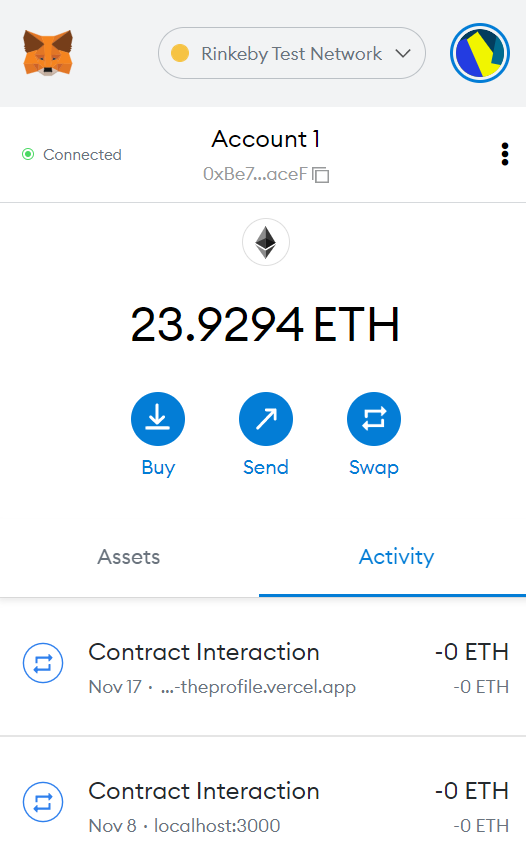 Rinkeby Test Network
Connected
Account 1
0xBe7...aceF
23.9294 ETH
Buy
Send
Swap
Assets
Activity
Contract Interaction
-0 ETH
Nov 17 · ...-theprofile.vercel.app
-0 ETH
Contract Interaction
-0 ETH
Nov 8 · localhost:3000
-0 ETH